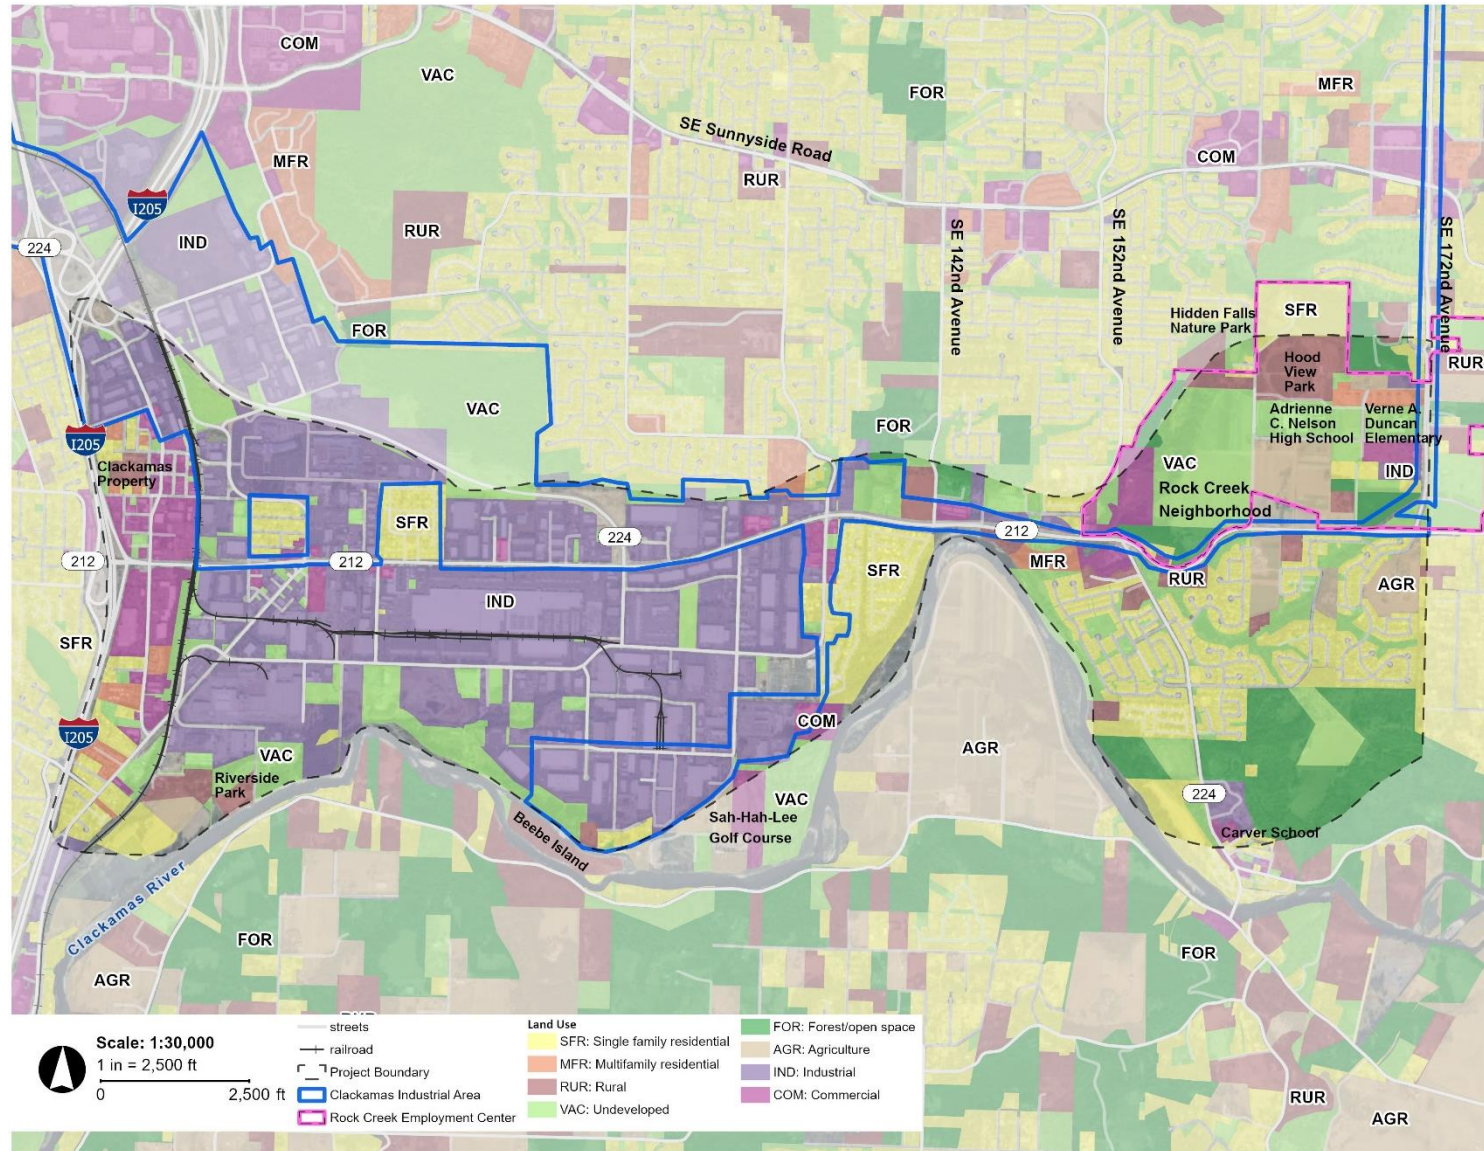 COM
VAC
FOR
MFR
SE Sunnyside Road
MFR
COM
RUR
I205
RUR
IND
224
SE 142nd Avenue
SE 152nd Avenue
SE 172nd Avenue
Hidden Falls
Nature Park
SFR
FOR
Hood
View
Park
RUR
VAC
Adrienne
C. Nelson
High School
Verne A.
Duncan
Elementary
FOR
I205
Clackamas
Property
VAC
IND
Rock Creek
Neighborhood
SFR
224
212
212
212
SFR
MFR
RUR
AGR
IND
SFR
I205
COM
VAC
AGR
Riverside
Park
VAC
224
Sah-Hah-Lee
Golf Course
Beebe Island
Carver School
Clackamas River
FOR
FOR
AGR
RUR
RUR
AGR
Scale: 1:30,000
1 in = 2,500 ft
0 2,500 ft
streets
railroad
Project Boundary
Clackamas Industrial Area
Rock Creek Employment Center
Land Use
SFR: Single family residential
MFR: Multifamily residential
RUR: Rural
VAC: Undeveloped
FOR: Forest/open space
AGR: Agriculture
IND: Industrial
COM: Commercial